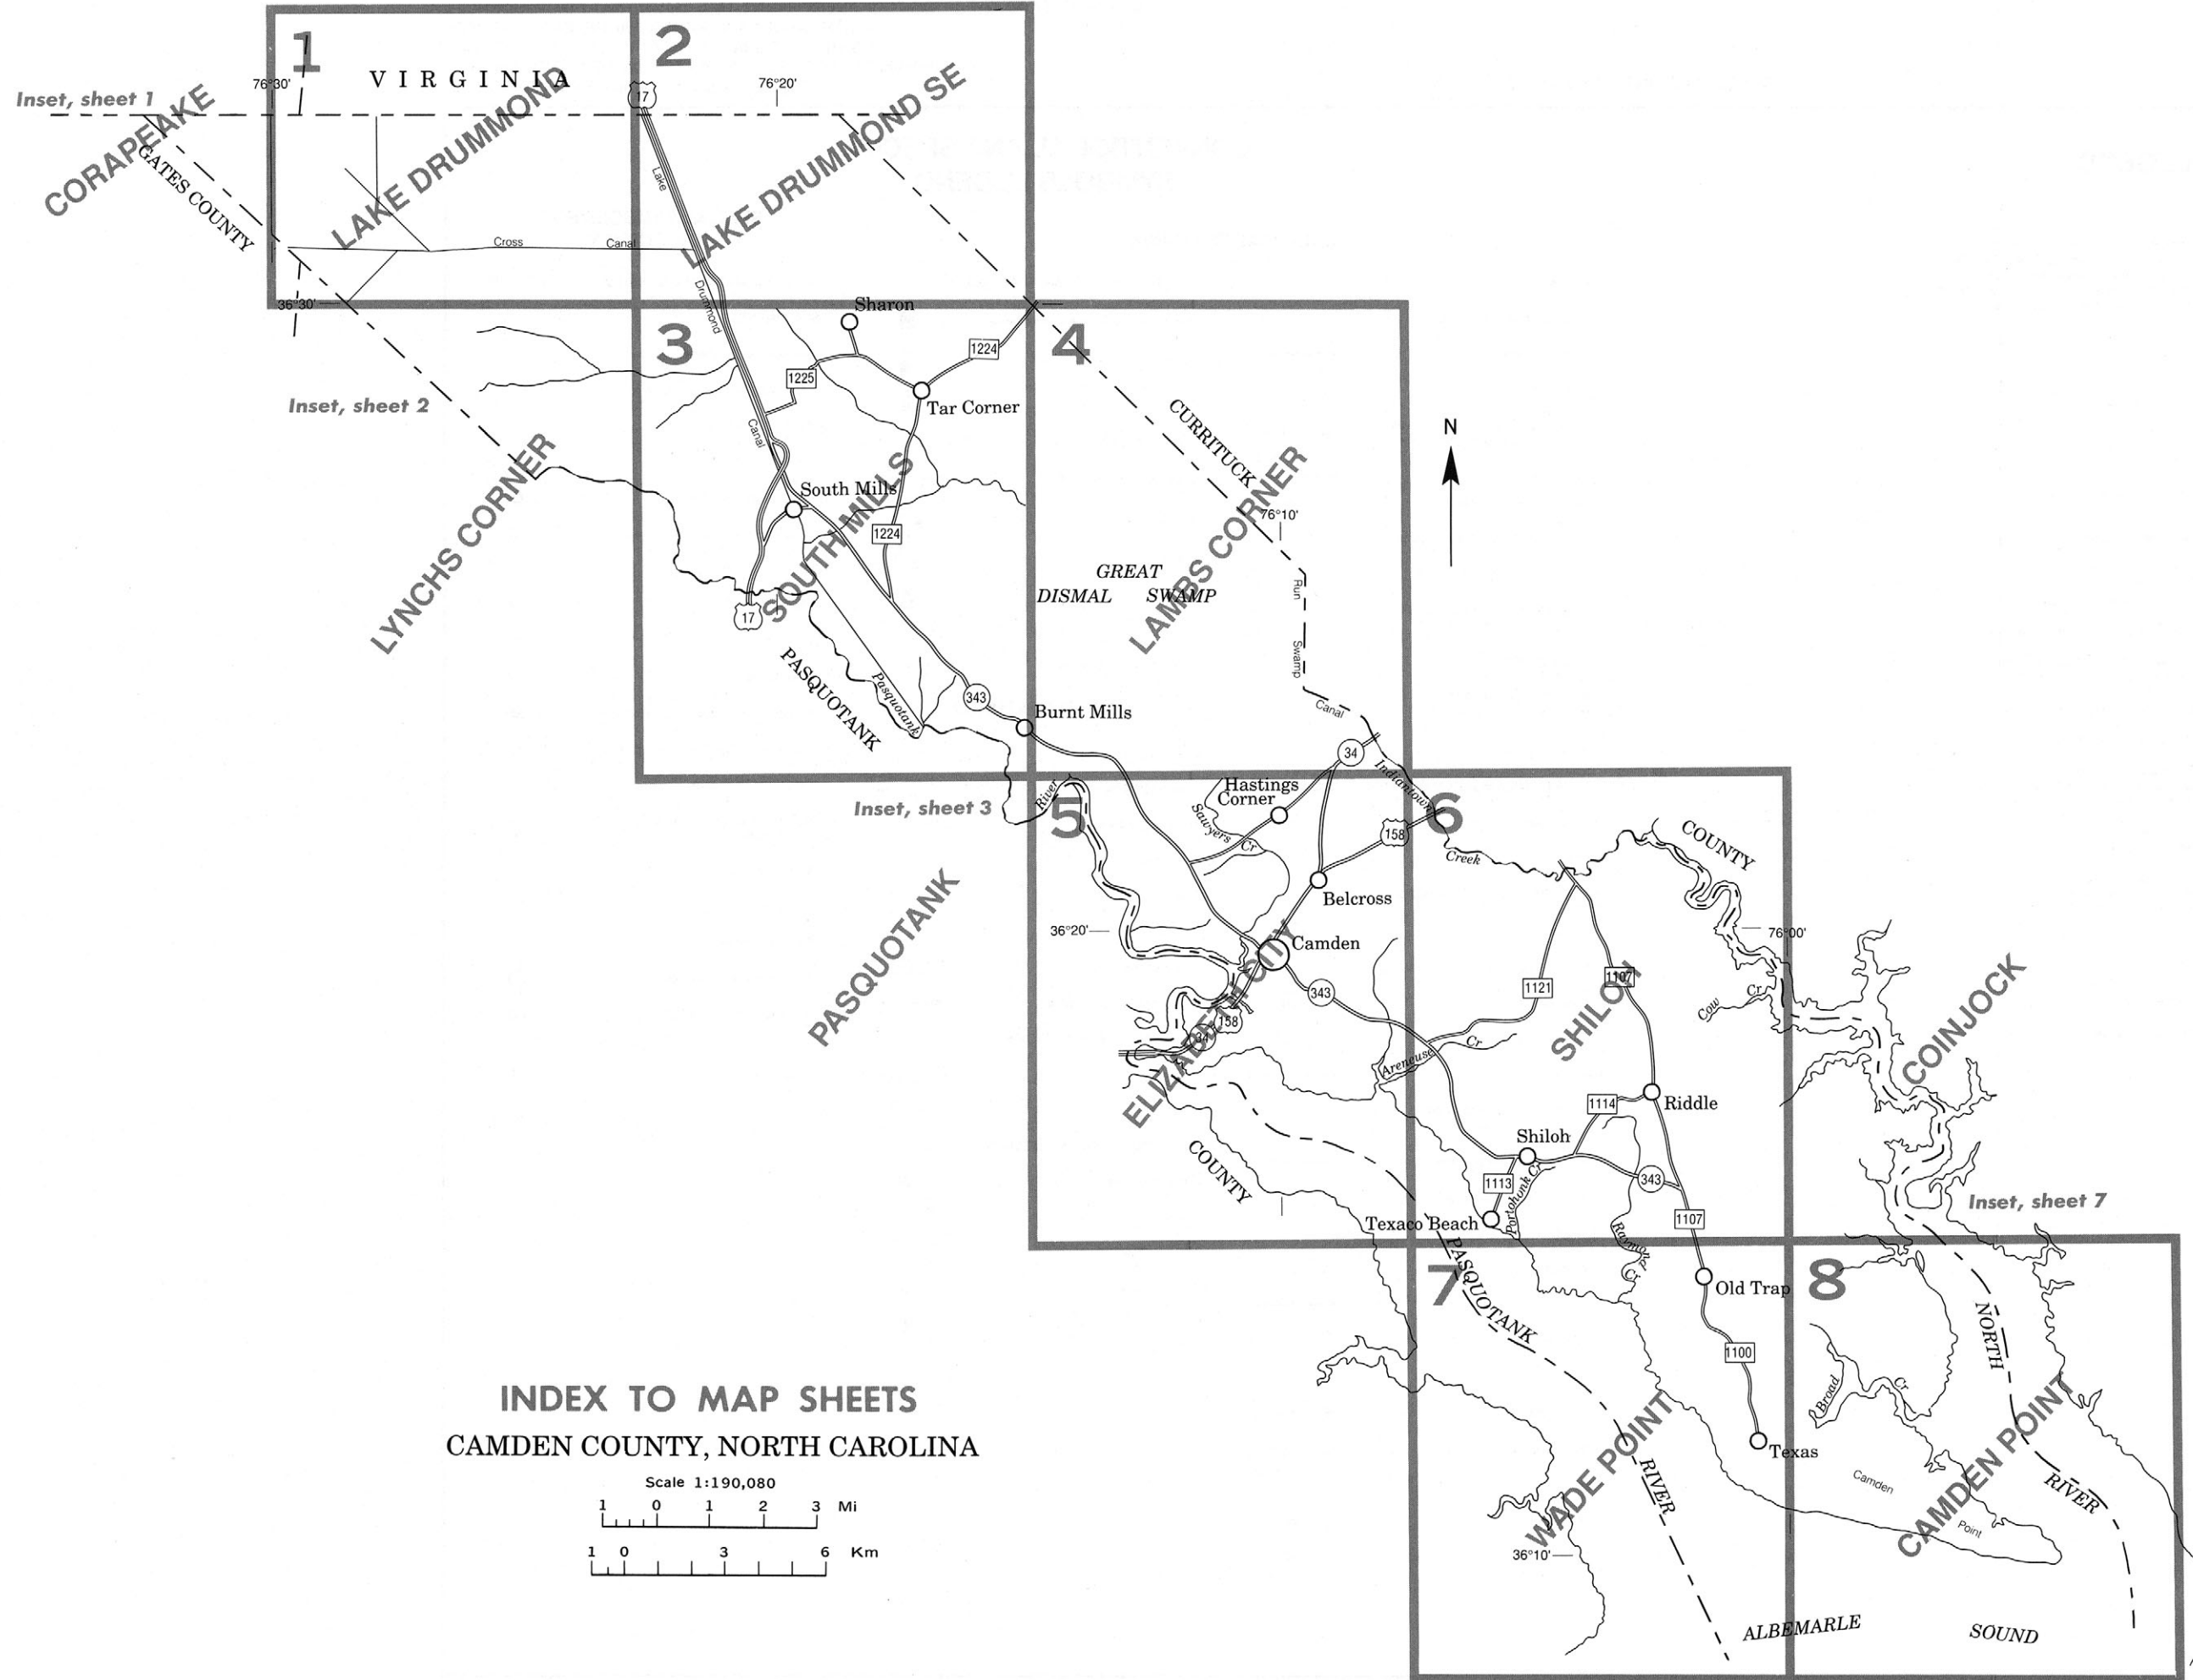 1
2
76°30'
VIRGINIA
76°20'
Inset, sheet 1
17
CORAPEAKE
LAKE DRUMMOND
LAKE DRUMMOND SE
GATES COUNTY
Lake
Cross Canal
Drummond
36°30'
Sharon
3
4
1224
1225
Inset, sheet 2
Tar Corner
Canal
CURRITUCK
N
LYNCHS CORNER
SOUTH MILLS
LAMBS CORNER
South Mills
76°10'
1224
GREAT
DISMAL SWAMP
Run
Swamp
17
PASQUOTANK
Pasquotank
343
Burnt Mills
Canal
34
Indiantown
Hastings
Corner
River
Inset, sheet 3
5
6
Sawyers
Cr
158
Creek
COUNTY
PASQUOTANK
Belcross
36°20'
Camden
76°00'
ELIZABETH CITY
343
1121
1107
SHILOH
Cow
Cr
COINJOCK
158
34
Areneuse
Cr
1114
Riddle
Shiloh
COUNTY
1113
Portohonk Cr
343
Inset, sheet 7
Texaco Beach
1107
Raymond
Cr
PASQUOTANK
7
8
Old Trap
NORTH
1100
Broad
Cr
INDEX TO MAP SHEETS
CAMDEN COUNTY, NORTH CAROLINA
Scale 1:190,080
1 0 1 2 3 Mi
1 0 3 6 Km
WADE POINT
Texas
RIVER
CAMDEN POINT
Camden
Point
RIVER
36°10'
ALBEMARLE SOUND